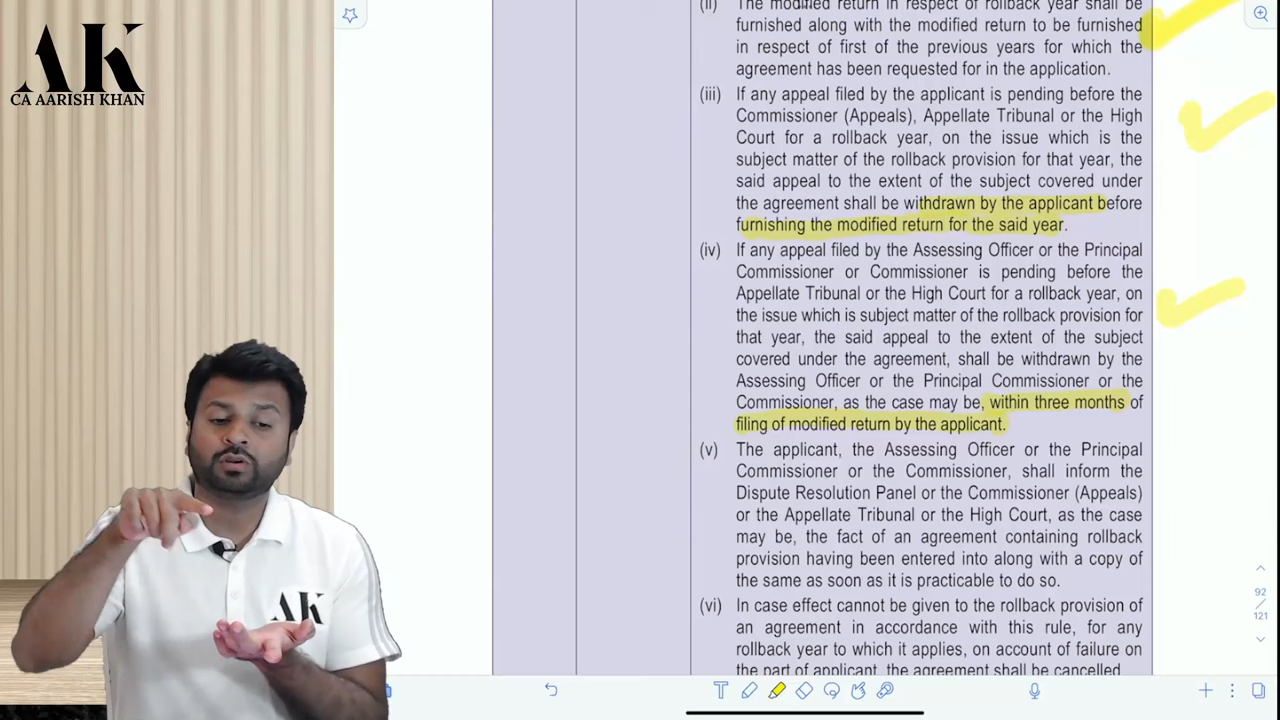 AK
CA AARISH KHAN
AK
(ii) The modified return in respect of rollback year shall be
furnished along with the modified return to be furnished
in respect of first of the previous years for which the
agreement has been requested for in the application.
(iii) If any appeal filed by the applicant is pending before the
Commissioner (Appeals), Appellate Tribunal or the High
Court for a rollback year, on the issue which is the
subject matter of the rollback provision for that year, the
said appeal to the extent of the subject covered under
the agreement shall be withdrawn by the applicant before
furnishing the modified return for the said year.
(iv) If any appeal filed by the Assessing Officer or the Principal
Commissioner or Commissioner is pending before the
Appellate Tribunal or the High Court for a rollback year, on
the issue which is subject matter of the rollback provision for
that year, the said appeal to the extent of the subject
covered under the agreement, shall be withdrawn by the
Assessing Officer or the Principal Commissioner or the
Commissioner, as the case may be, within three months of
filing of modified return by the applicant.
(v) The applicant, the Assessing Officer or the Principal
Commissioner or the Commissioner, shall inform the
Dispute Resolution Panel or the Commissioner (Appeals)
or the Appellate Tribunal or the High Court, as the case
may be, the fact of an agreement containing rollback
provision having been entered into along with a copy of
the same as soon as it is practicable to do so.
(vi) In case effect cannot be given to the rollback provision of
an agreement in accordance with this rule, for any
rollback year to which it applies, on account of failure on
the part of applicant, the agreement shall be cancelled
92
/
121